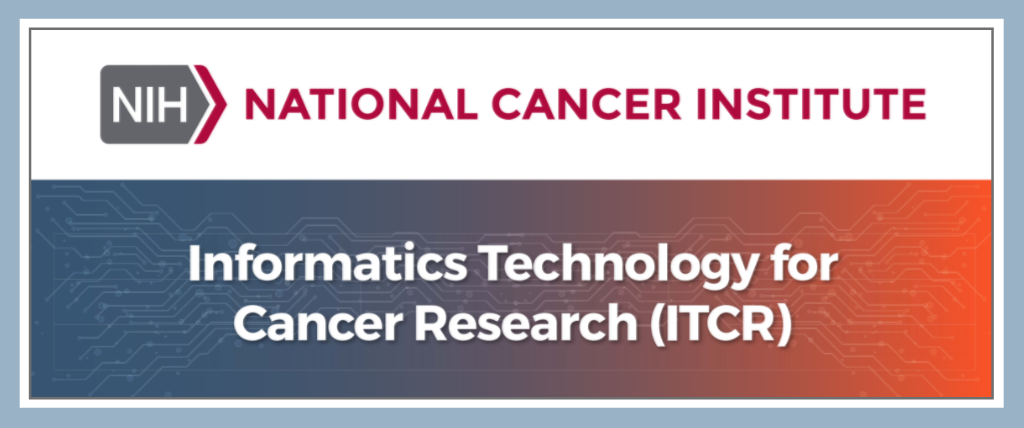 NIH NATIONAL CANCER INSTITUTE
Informatics Technology for
Cancer Research (ITCR)